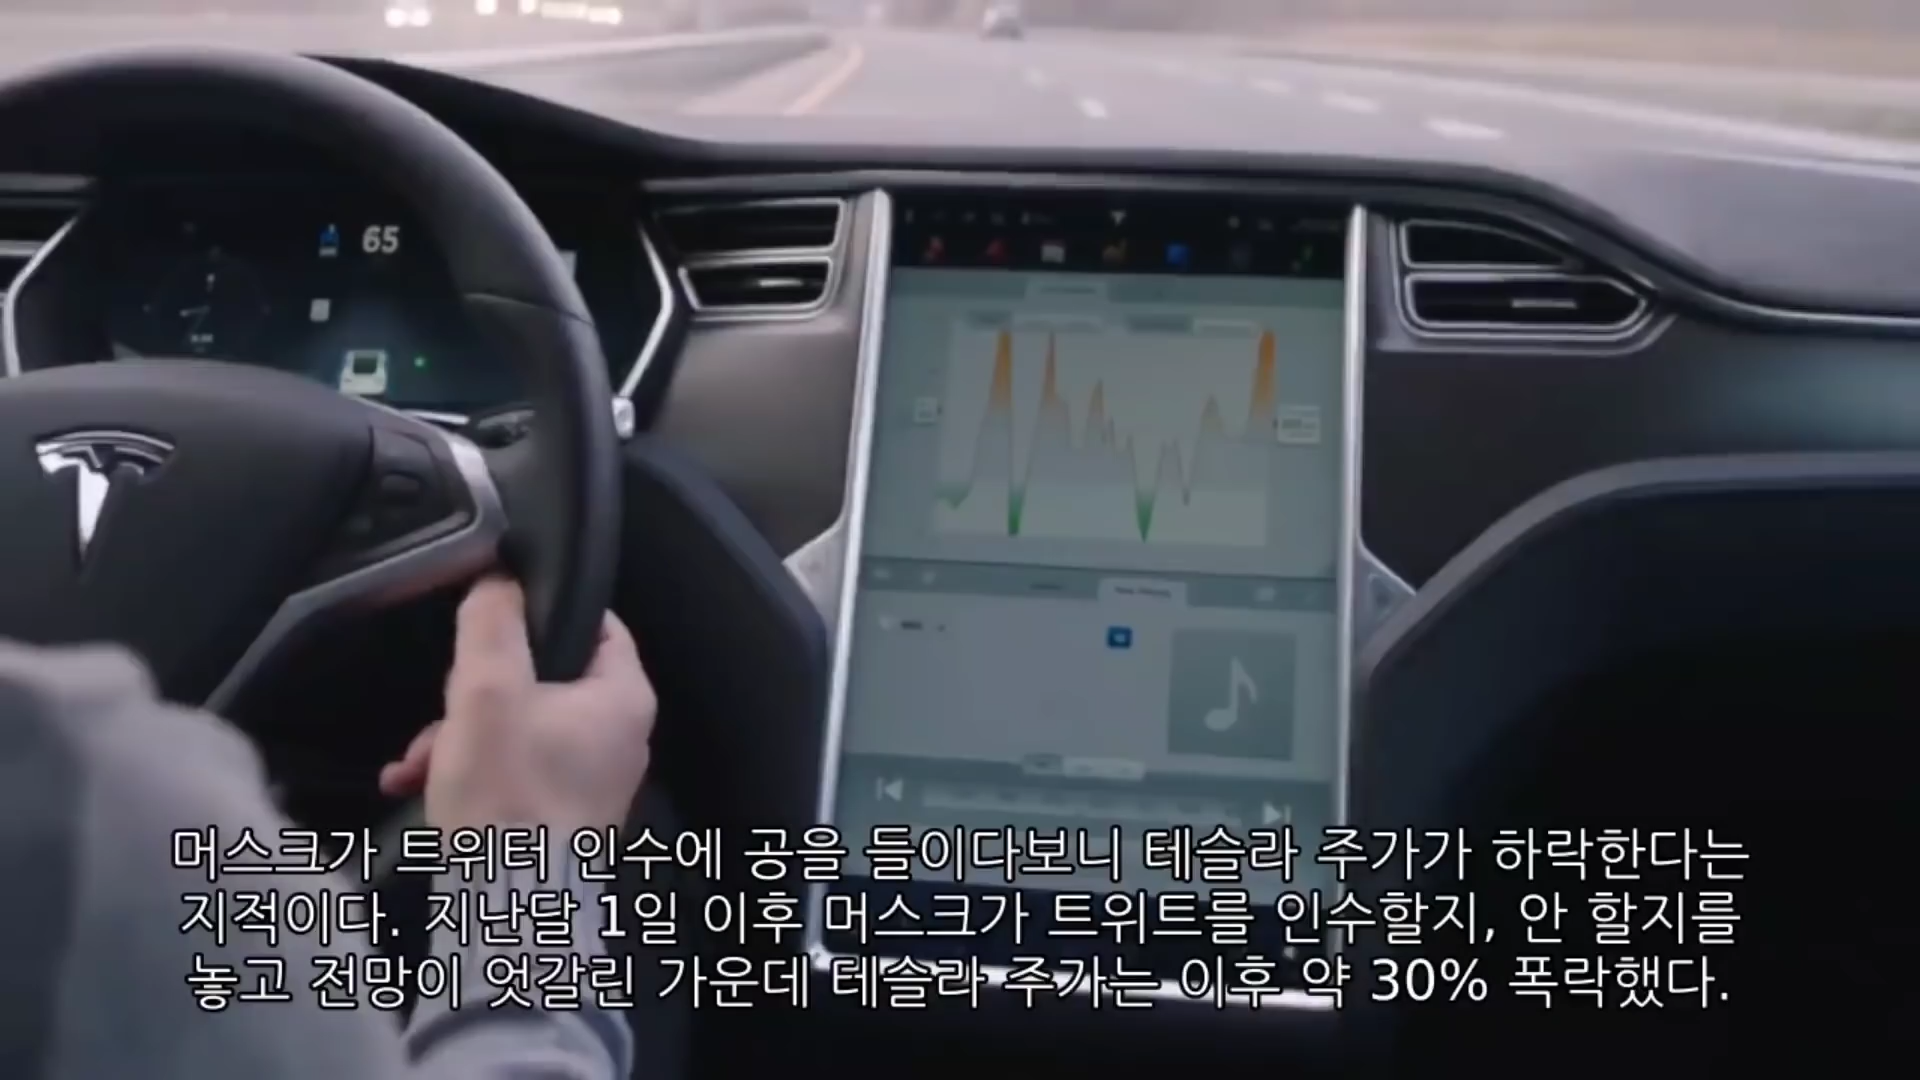 65
머스크가 트위터 인수에 공을 들이다보니 테슬라 주가가 하락한다는
지적이다. 지난달 1일 이후 머스크가 트위트를 인수할지, 안 할지를
놓고 전망이 엇갈린 가운데 테슬라 주가는 이후 약 30% 폭락했다.